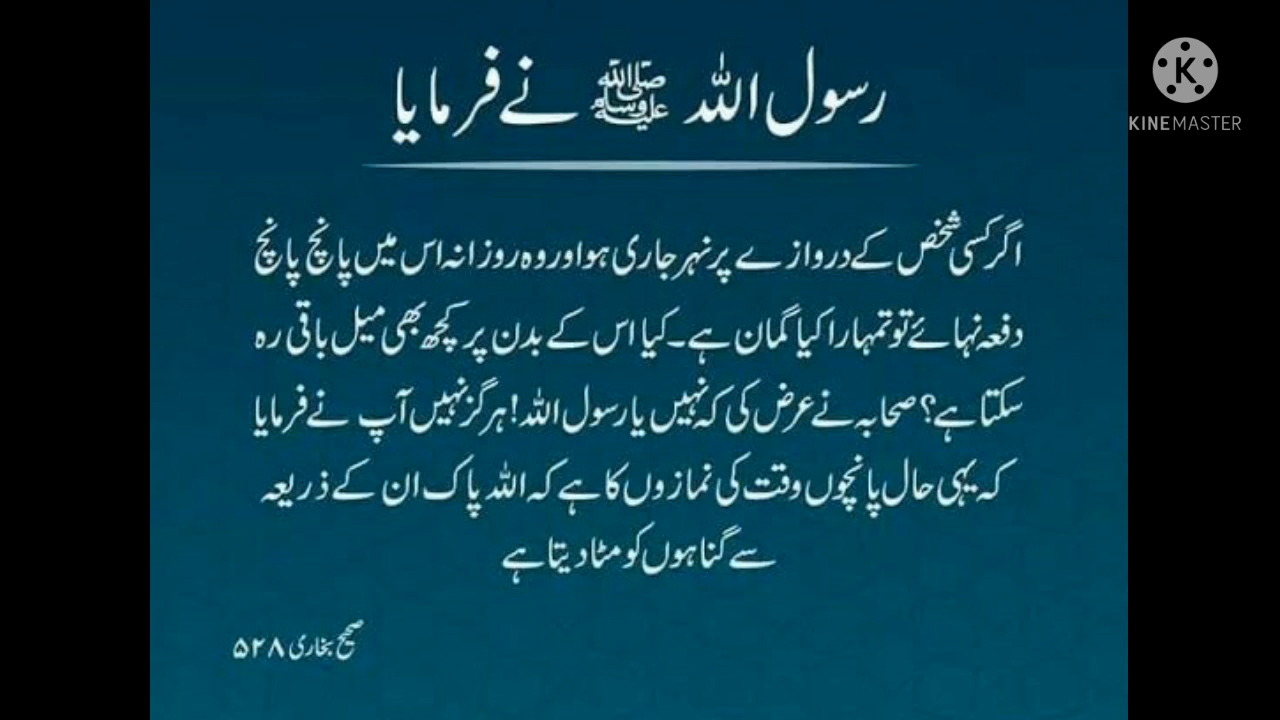 رسول اللہ ﷺ نے فرمایا
KINEMASTER
اگر کسی شخص کے دروازے پر نہر جاری ہو اور وہ روزانہ اس میں پانچ پانچ
دفعہ نہائے تو تمہارا کیا گمان ہے۔ کیا اس کے بدن پر کچھ بھی میل باقی رہ
سکتا ہے؟ صحابہ نے عرض کی کہ نہیں یا رسول اللہ! ہرگز نہیں آپ نے فرمایا
کہ یہی حال پانچوں وقت کی نمازوں کا ہے کہ اللہ پاک ان کے ذریعہ
سے گناہوں کو مٹا دیتا ہے
صحیح بخاری ۵۲۸